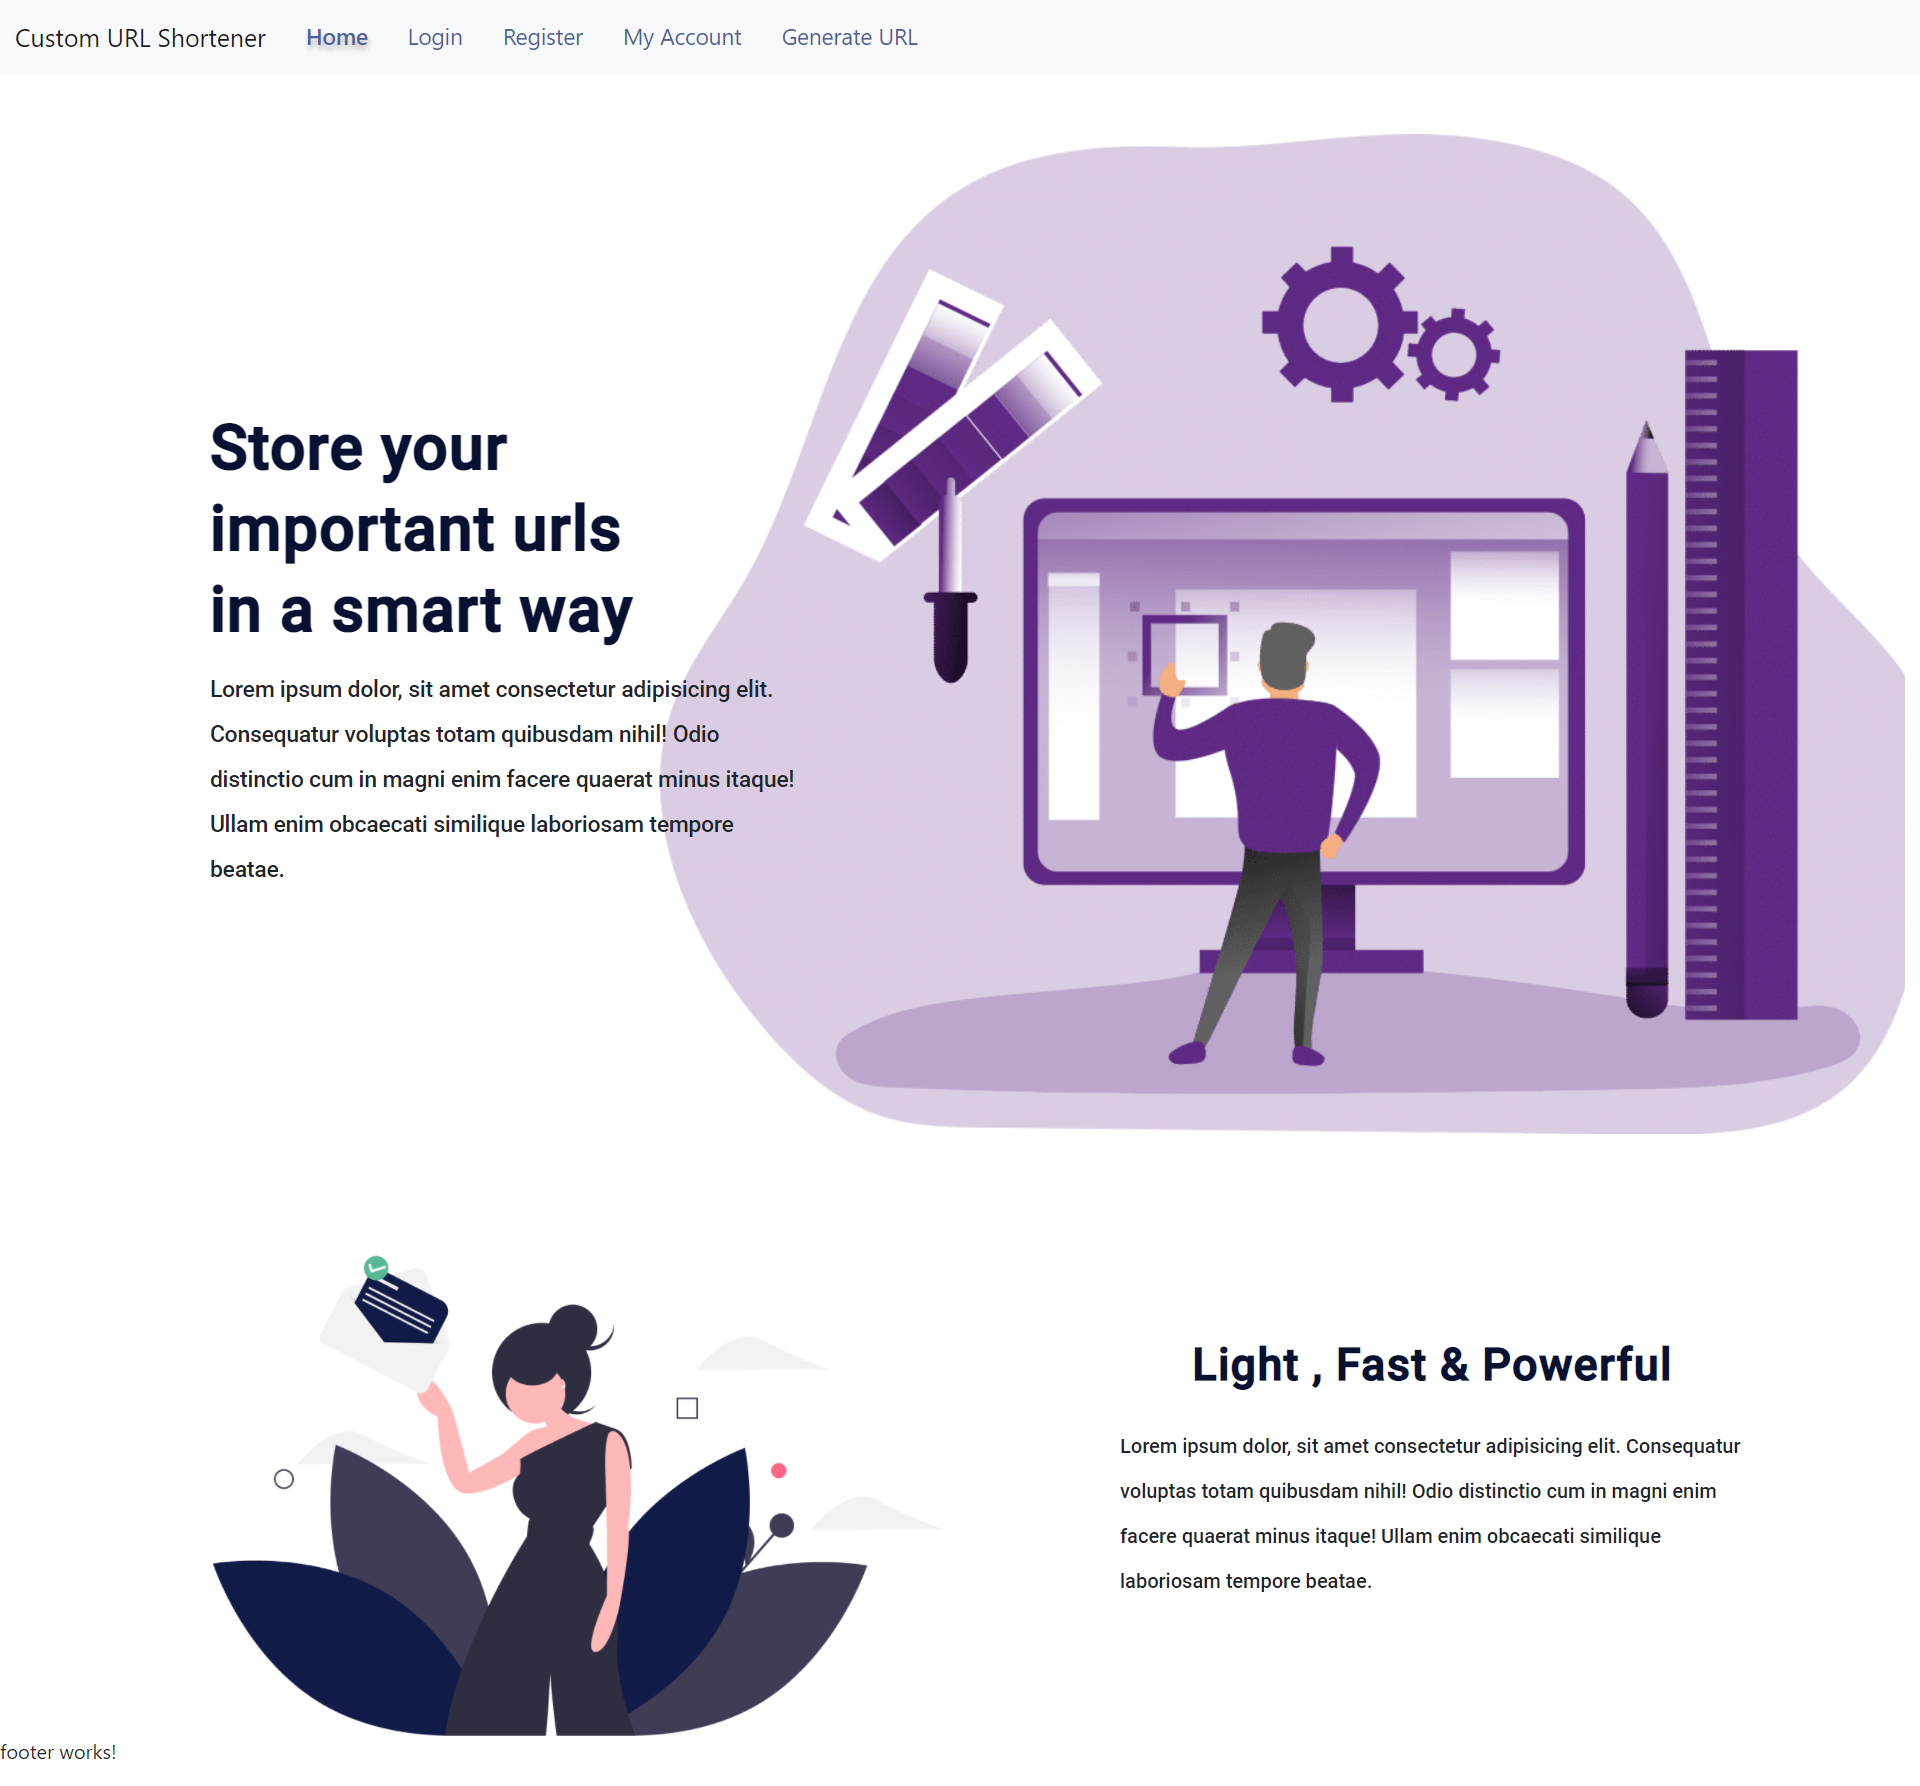 Custom URL Shortener Home Login Register My Account Generate URL
Store your
important urls
in a smart way
Lorem ipsum dolor, sit amet consectetur adipisicing elit.
Consequatur voluptas totam quibusdam nihil! Odio
distinctio cum in magni enim facere quaerat minus itaque!
Ullam enim obcaecati similique laboriosam tempore
beatae.
Light , Fast & Powerful
Lorem ipsum dolor, sit amet consectetur adipisicing elit. Consequatur
voluptas totam quibusdam nihil! Odio distinctio cum in magni enim
facere quaerat minus itaque! Ullam enim obcaecati similique
laboriosam tempore beatae.
footer works!